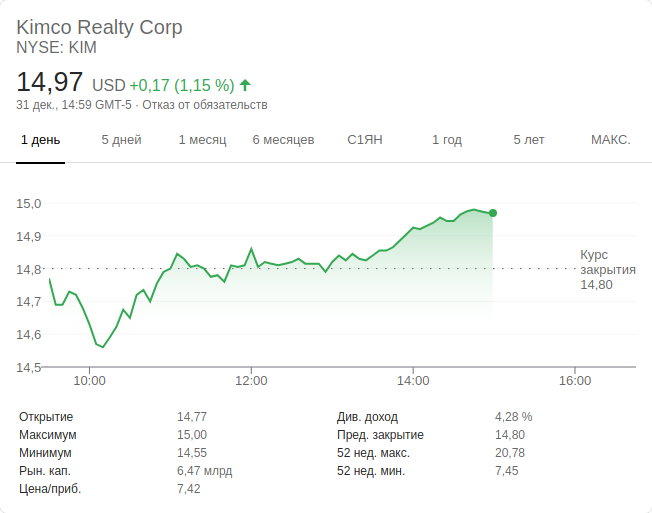 Kimco Realty Corp
NYSE: KIM
14,97 USD +0,17 (1,15 %)
31 дек., 14:59 GMT-5 · Отказ от обязательств
1 день 5 дней 1 месяц 6 месяцев С1ЯН 1 год 5 лет МАКС.
15,0
14,9
14,8
14,7
14,6
14,5
Курс
закрытия
14,80
10:00 12:00 14:00 16:00
Открытие 14,77 Див. доход 4,28 %
Максимум 15,00 Пред. закрытие 14,80
Минимум 14,55 52 нед. макс. 20,78
Рын. кап. 6,47 млрд 52 нед. мин. 7,45
Цена/приб. 7,42